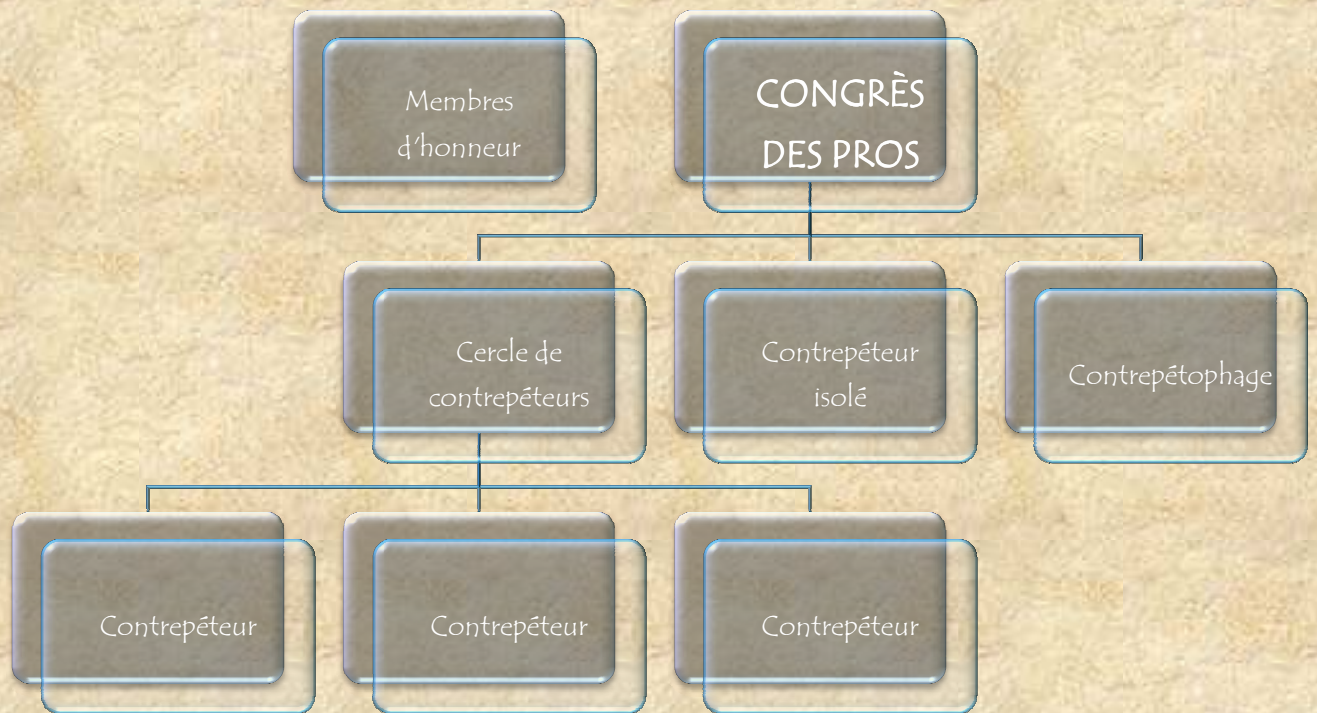 Membres
d'honneur
CONGRÈS
DES PROS
Cercle de
contrepéteurs
Contrepéteur
isolé
Contrepétophage
Contrepéteur
Contrepéteur
Contrepéteur